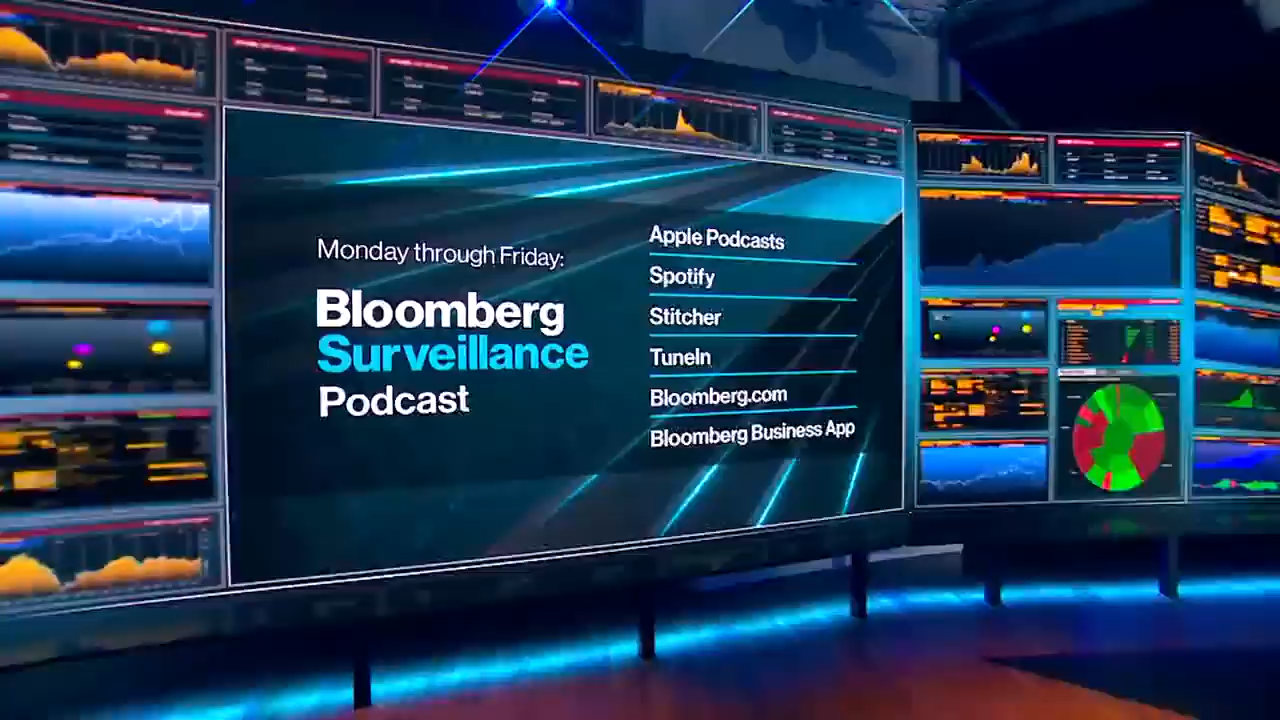 Monday through Friday:
Bloomberg
Surveillance
Podcast
Apple Podcasts
Spotify
Stitcher
TuneIn
Bloomberg.com
Bloomberg Business App